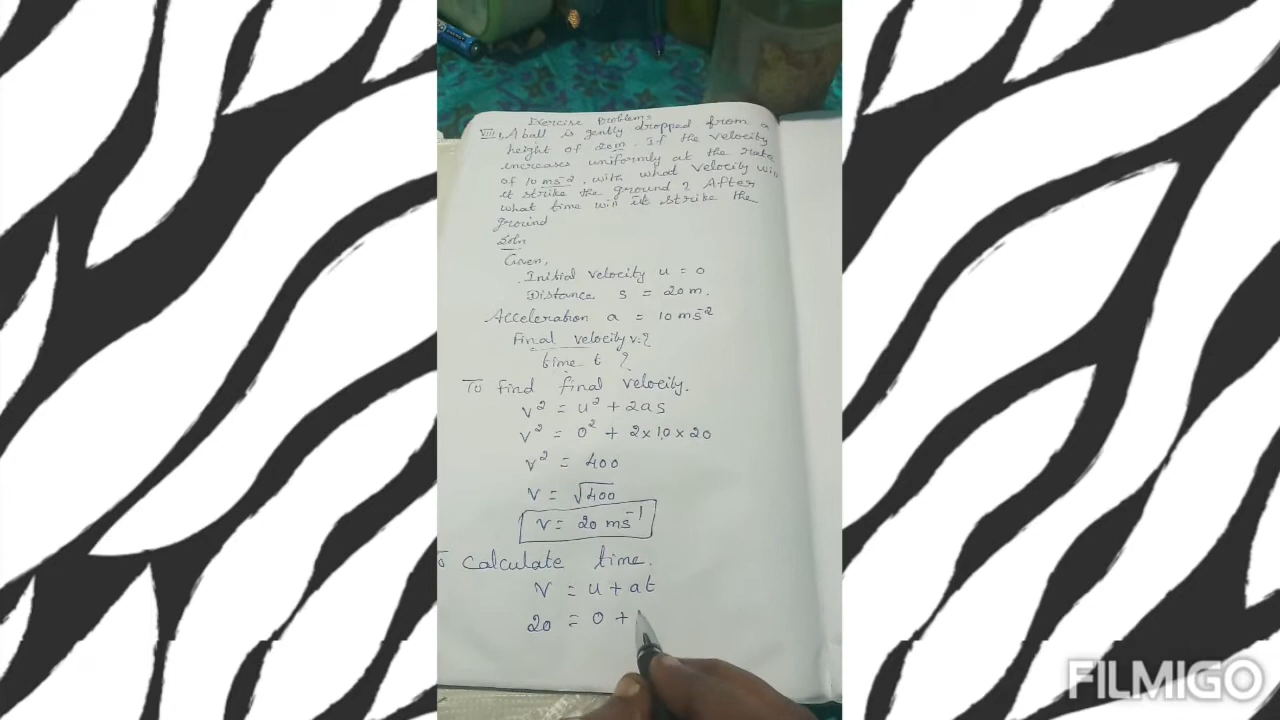 Exercise Problems
VIII, A ball is gently dropped from a
height of 20m. If the velocity
increases uniformly at the rate
of 10 ms⁻², with what velocity will
it strike the ground? After
what time will it strike the
ground
Soln
Given,
Initial velocity u = 0
Distance s = 20 m.
Acceleration a = 10 ms⁻²
Final velocity v?
time t ?
To find final velocity.
v² = u² + 2as
v² = 0² + 2×10×20
v² = 400
v = √400
v = 20 ms⁻¹
To calculate time.
v = u + at
20 = 0 +
FILMIGO